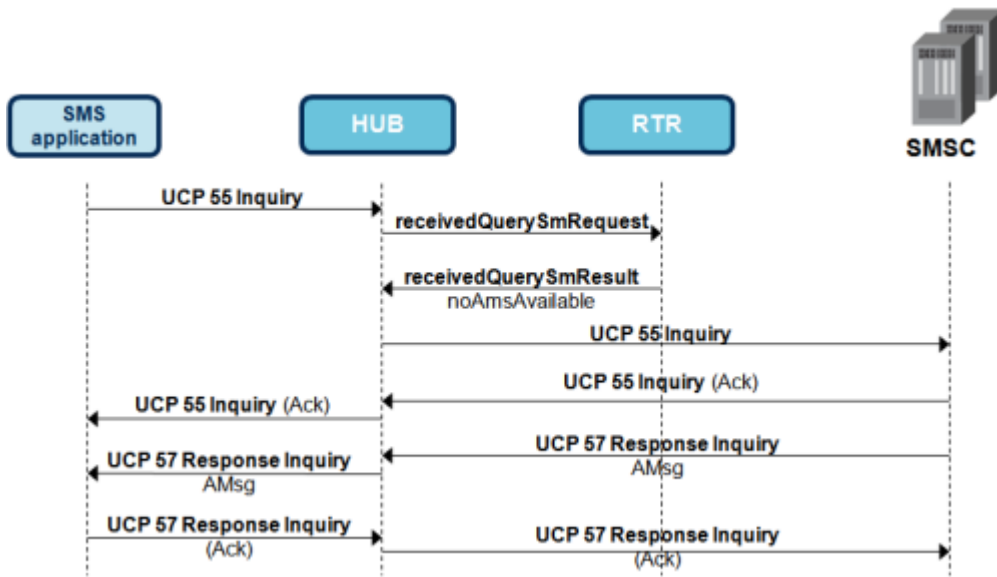 SMS
application
HUB
RTR
SMSC
UCP 55 Inquiry
receivedQuerySmRequest
receivedQuerySmResult
noAmsAvailable
UCP 55 Inquiry
UCP 55 Inquiry (Ack)
UCP 55 Inquiry (Ack)
UCP 57 Response Inquiry
AMsg
UCP 57 Response Inquiry
AMsg
UCP 57 Response Inquiry
(Ack)
UCP 57 Response Inquiry
(Ack)